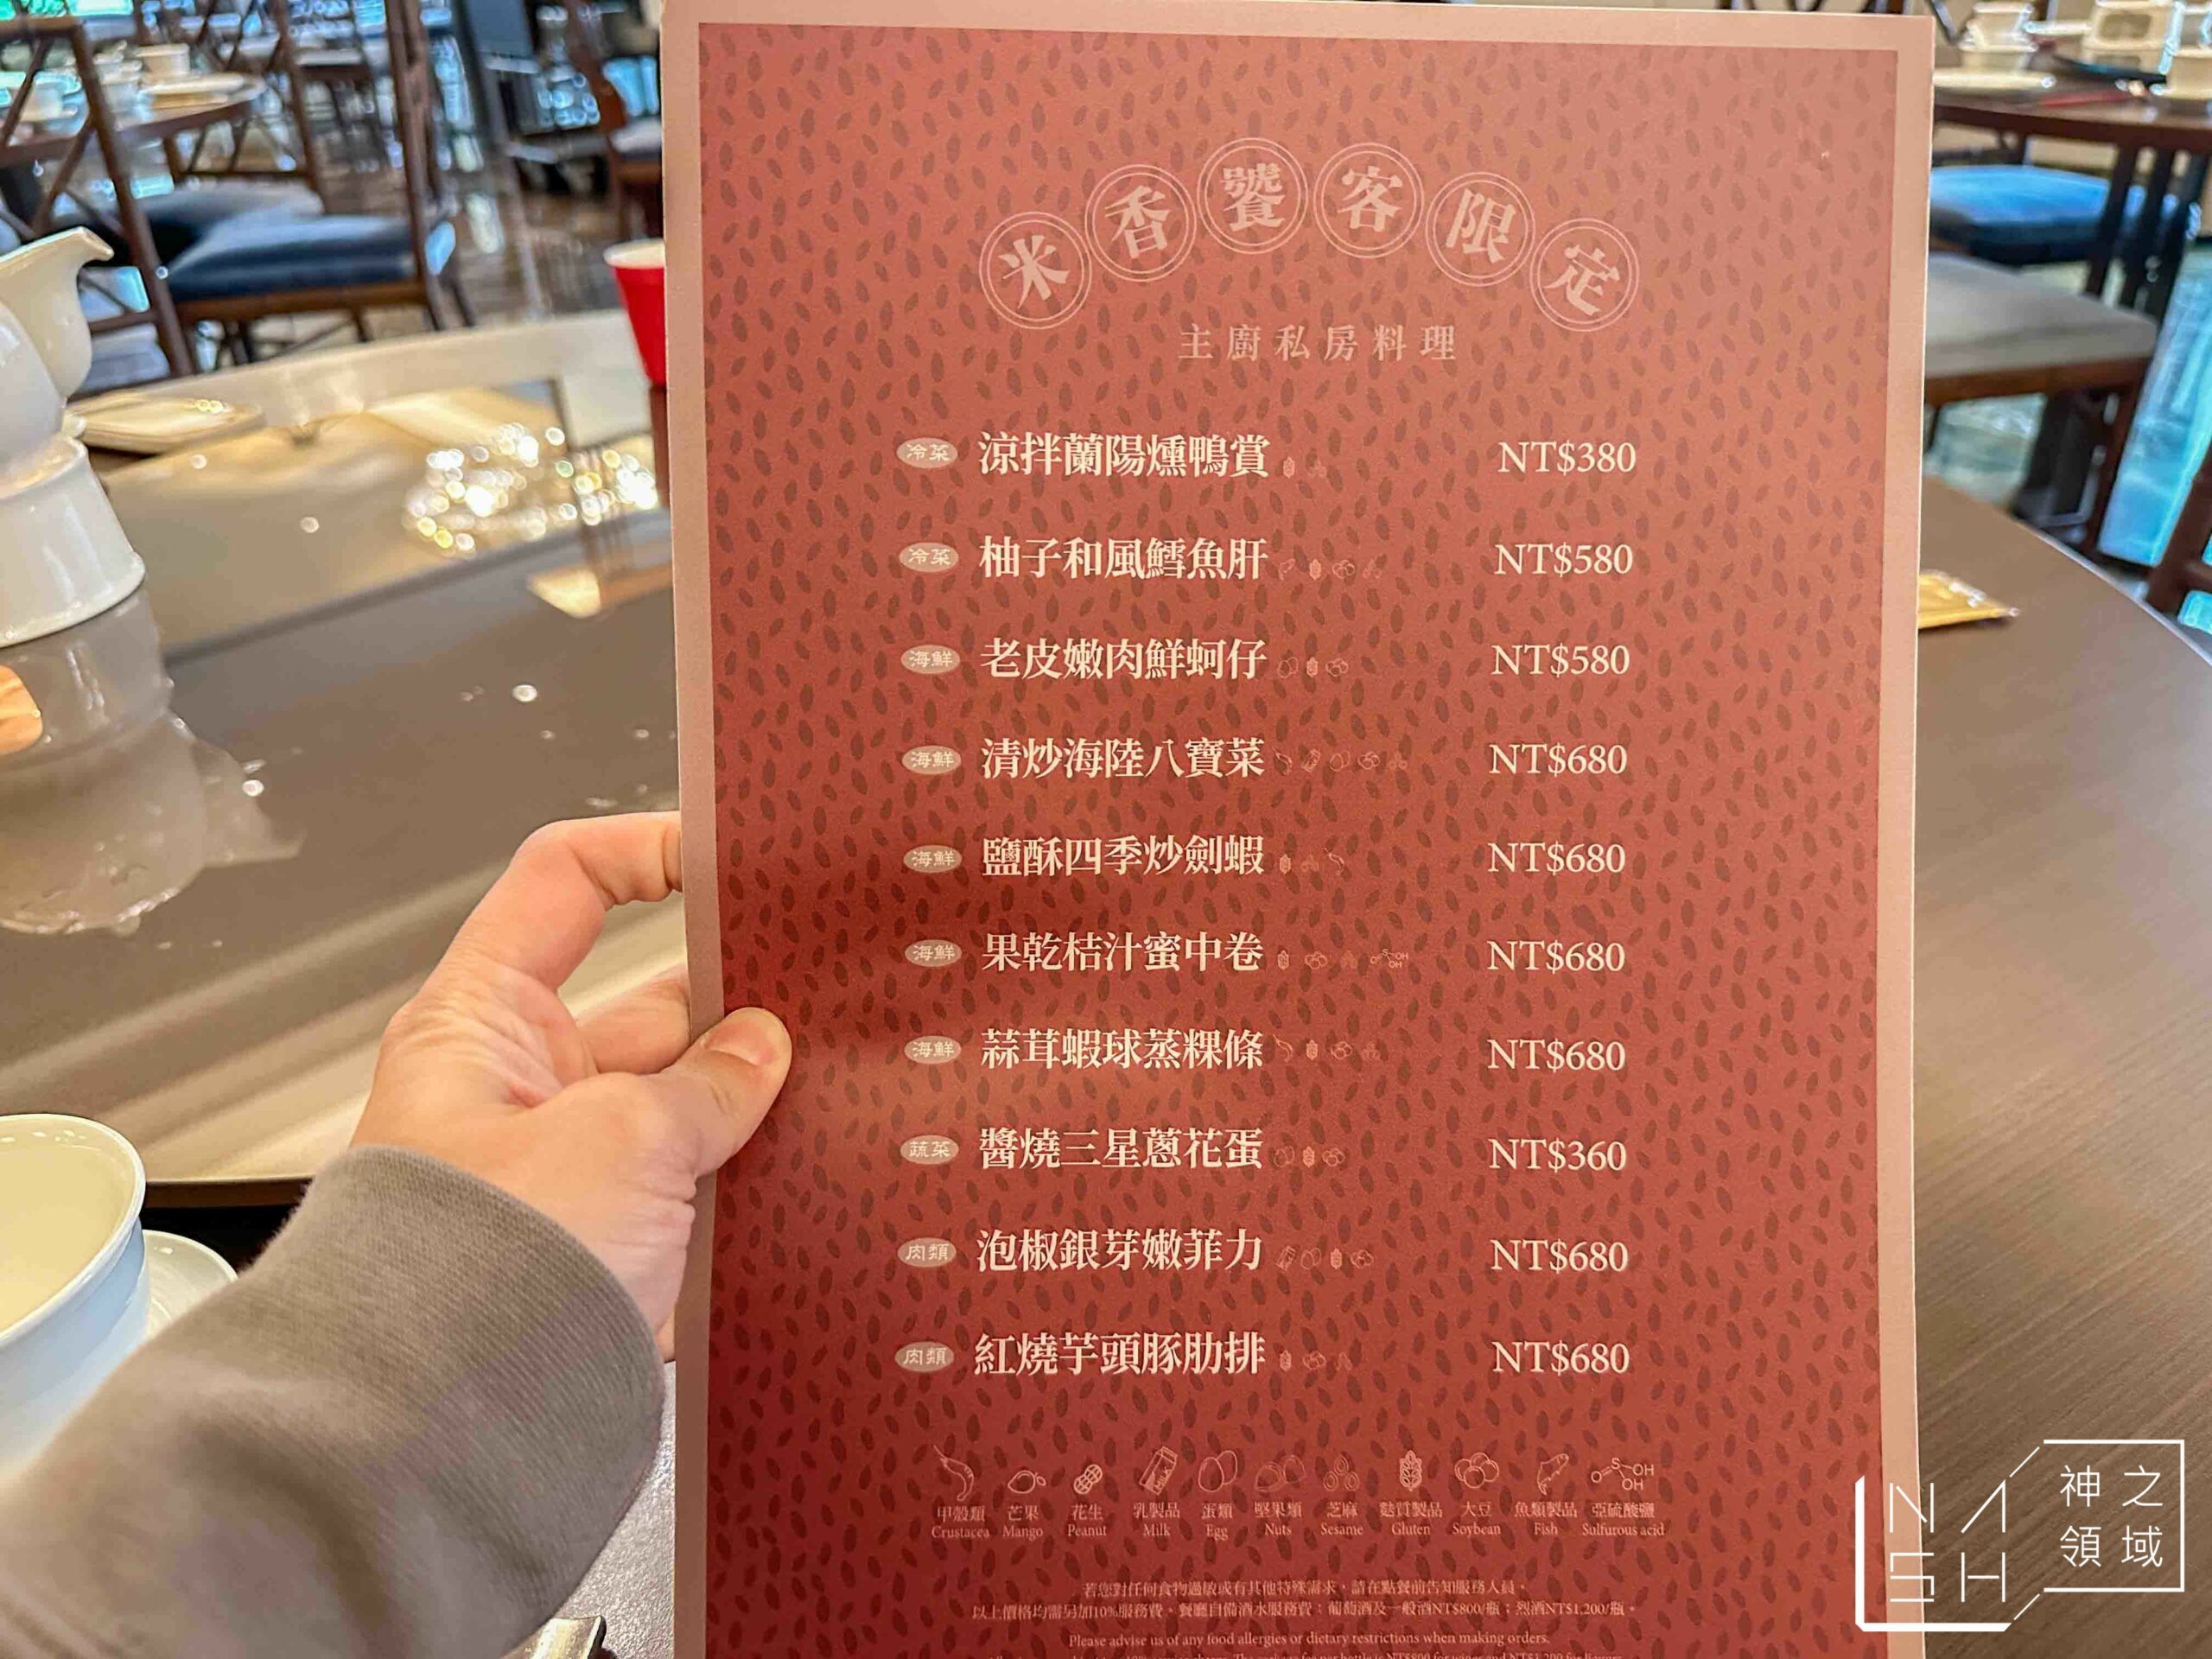 米香饕客限定
主廚私房料理
冷菜 涼拌蘭陽燻鴨賞 NT$380
冷菜 柚子和風鱈魚肝 NT$580
海鮮 老皮嫩肉鮮蚵仔 NT$580
海鮮 清炒海陸八寶菜 NT$680
海鮮 鹽酥四季炒劍蝦 NT$680
海鮮 果乾桔汁蜜中卷 NT$680
海鮮 蒜茸蝦球蒸粿條 NT$680
蔬菜 醬燒三星蔥花蛋 NT$360
肉類 泡椒銀芽嫩菲力 NT$680
肉類 紅燒芋頭豚肋排 NT$680
甲殼類 芒果 花生 乳製品 蛋類 堅果類 芝麻 麩質製品 大豆 魚類製品 亞硫酸鹽
Crustacea Mango Peanut Milk Egg Nuts Sesame Gluten Soybean Fish Sulfurous acid
若您對任何食物過敏或有其他特殊需求，請在點餐前告知服務人員。
以上價格均需另加10%服務費。餐廳自備酒水服務費：葡萄酒及一般酒NT$800/瓶；烈酒NT$1,200/瓶。
Please advise us of any food allergies or dietary restrictions when making orders.
NASH
神之領域